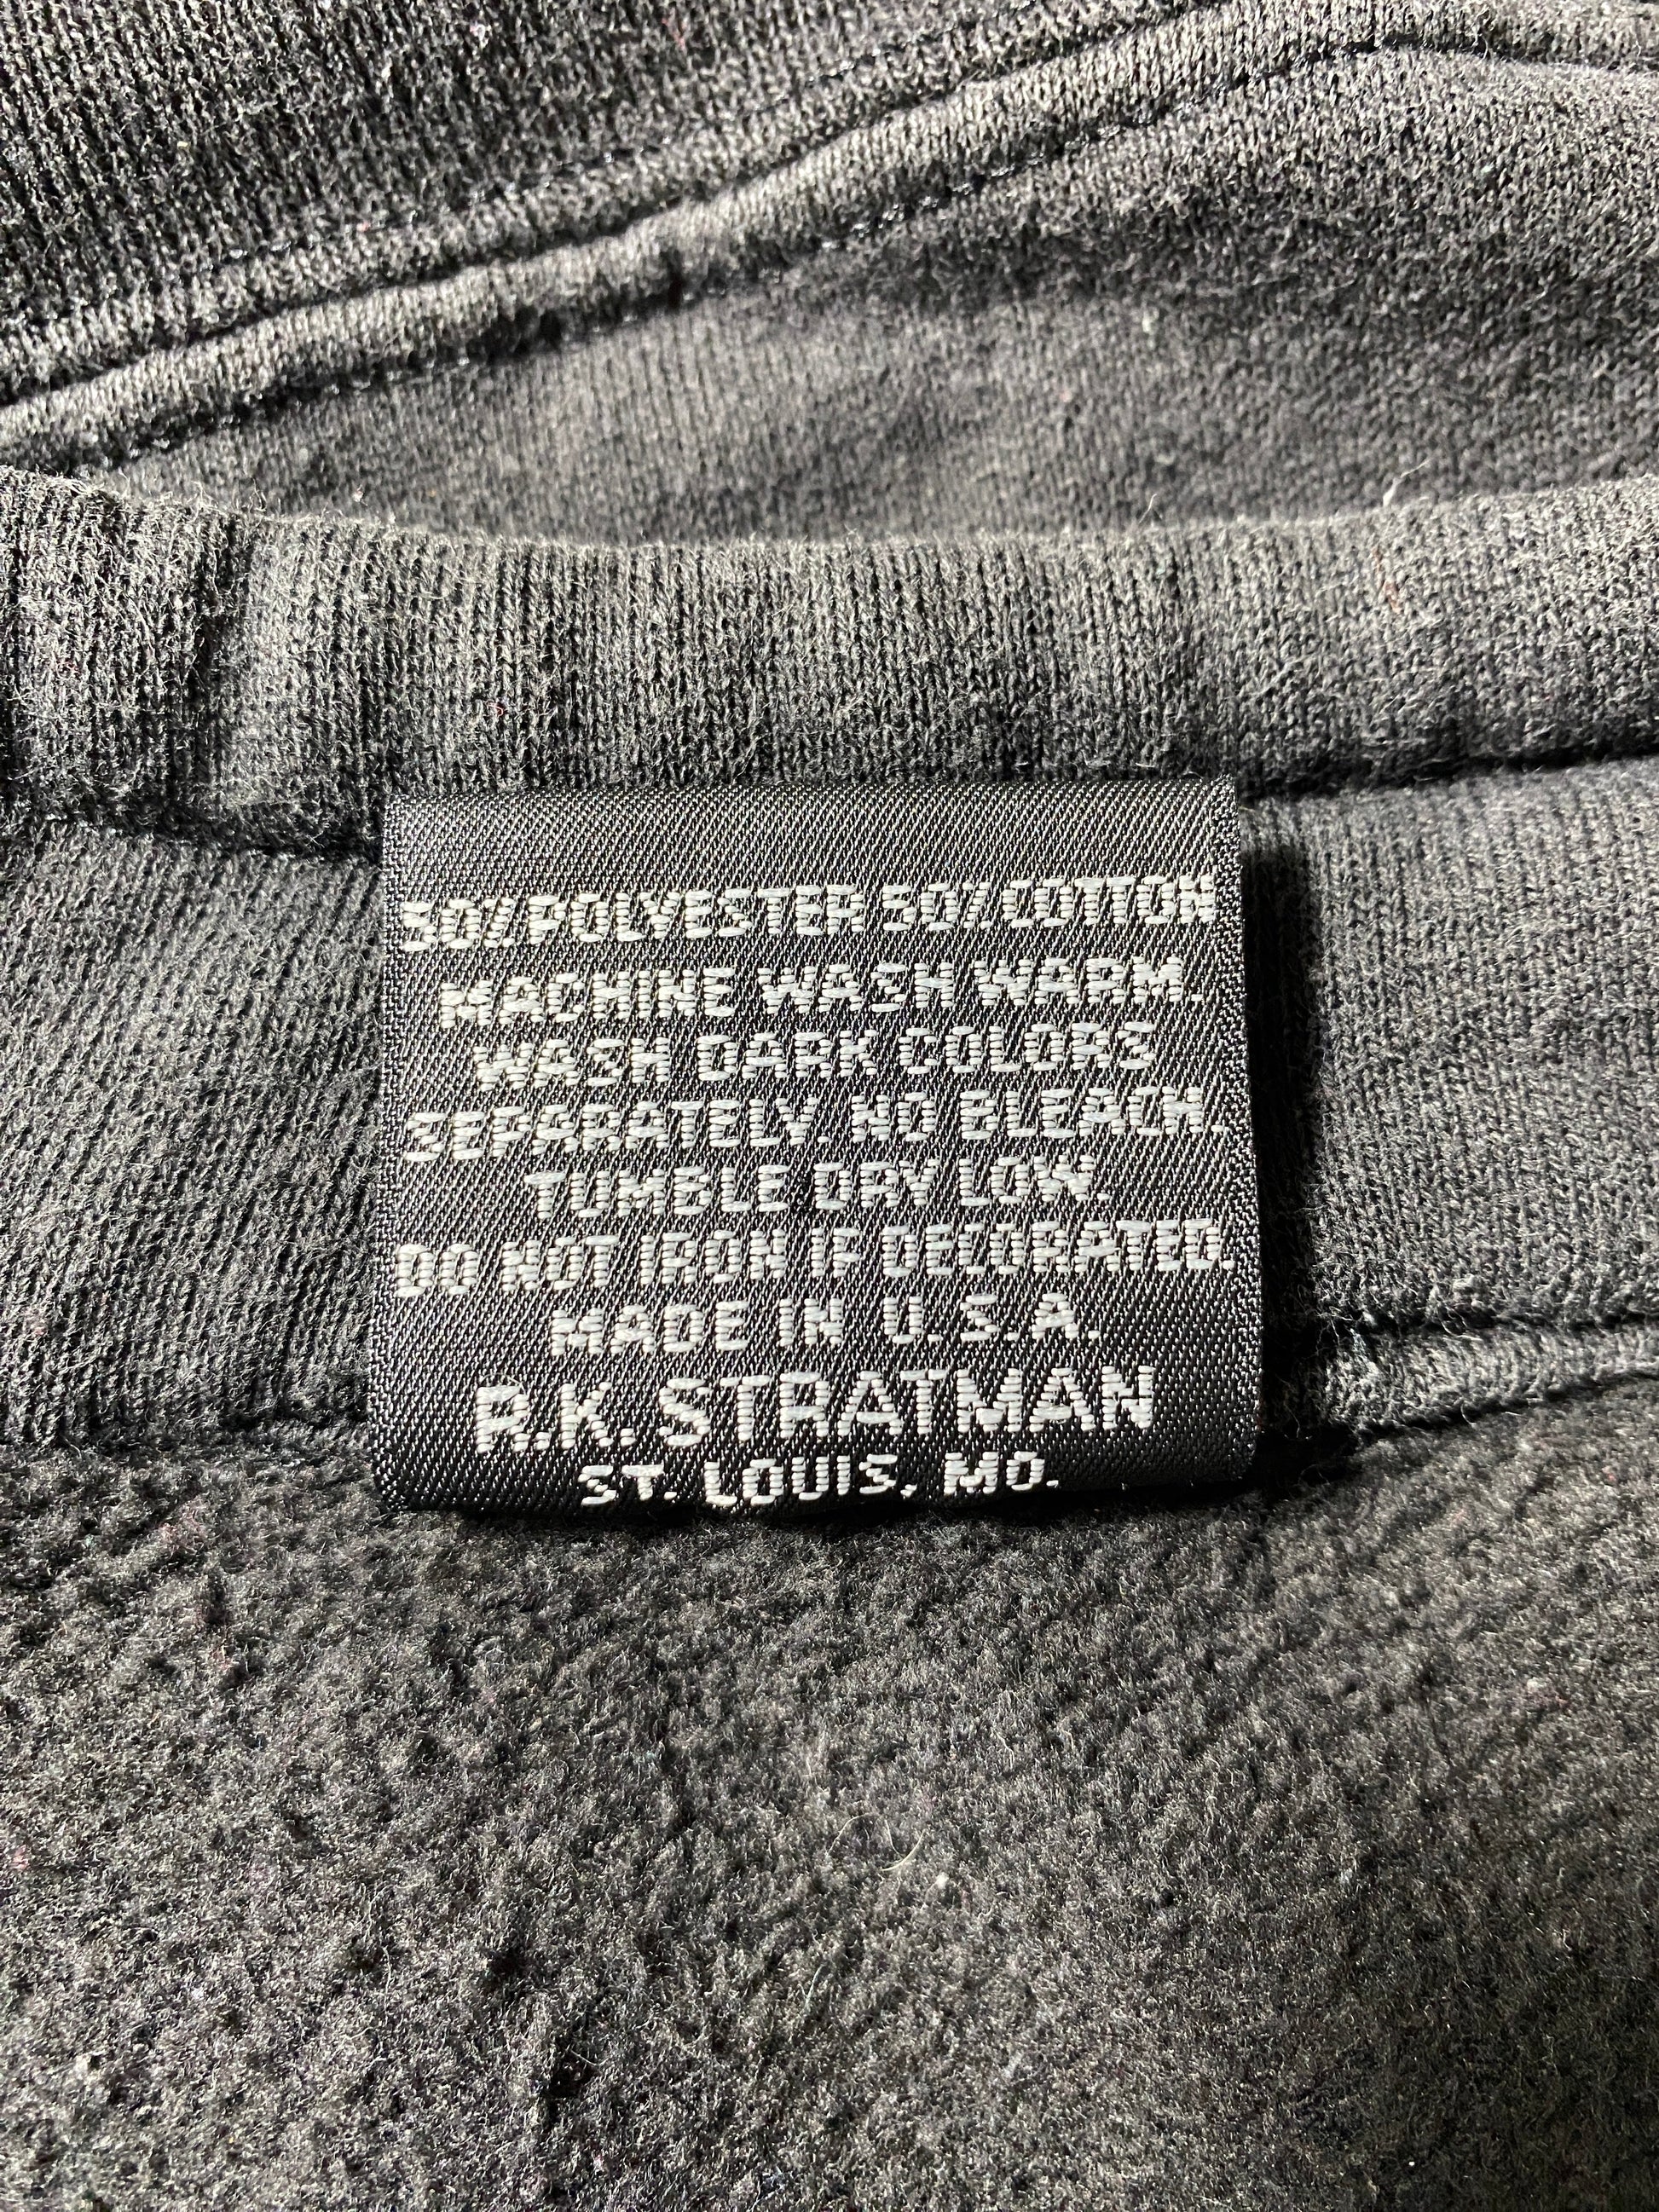 50% POLYESTER 50% COTTON
MACHINE WASH WARM.
WASH DARK COLORS
SEPARATELY. NO BLEACH.
TUMBLE DRY LOW.
DO NOT IRON IF DECORATED.
MADE IN U.S.A.
R.K. STRATMAN
ST. LOUIS, MO.